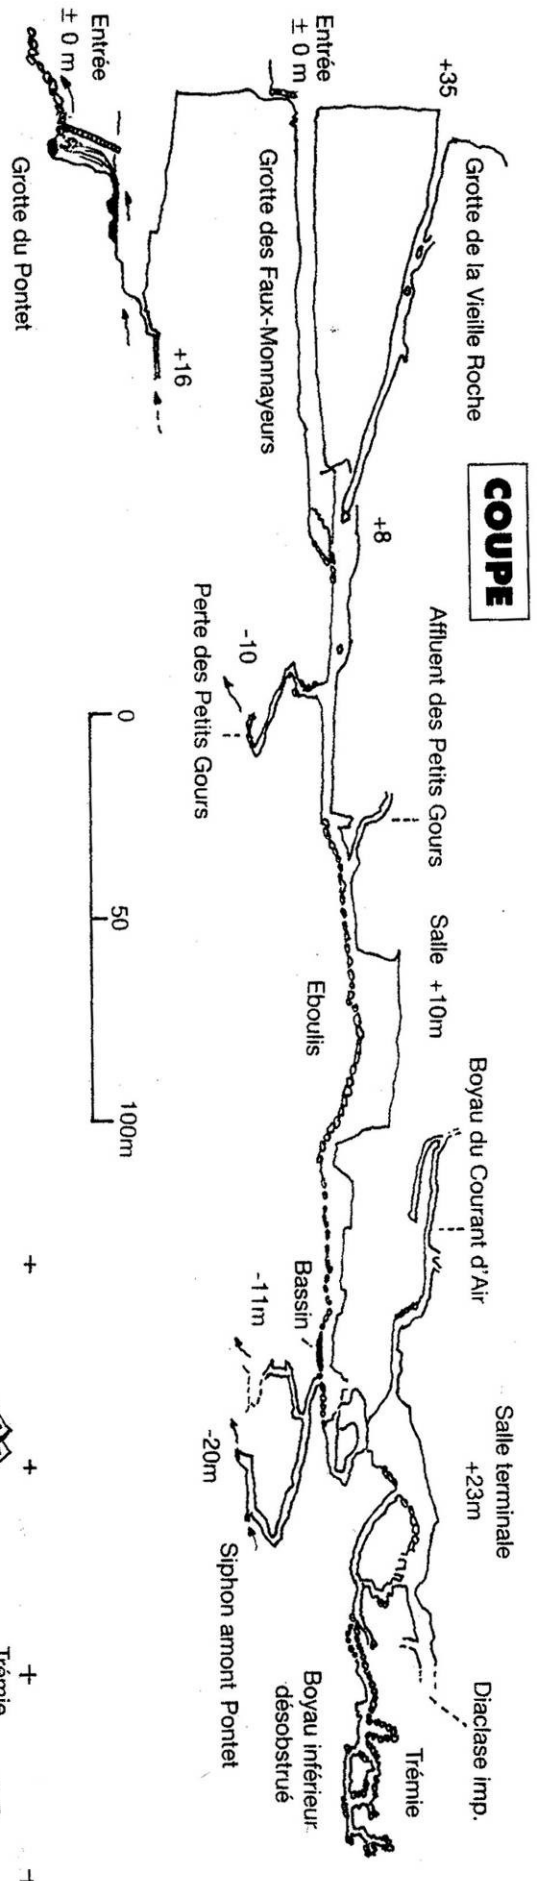 COUPE
Grotte de la Vieille Roche
+35
Entrée
± 0 m
Grotte des Faux-Monnayeurs
Entrée
± 0 m
Grotte du Pontet
+16
+8
-10
Perte des Petits Gours
Affluent des Petits Gours
Salle +10m
Eboulis
Boyau du Courant d'Air
Bassin
-11m
-20m
Siphon amont Pontet
Salle terminale
+23m
Diaclase imp.
Trémie
Boyau inférieur
désobstrué
0
50
100m
Trémie